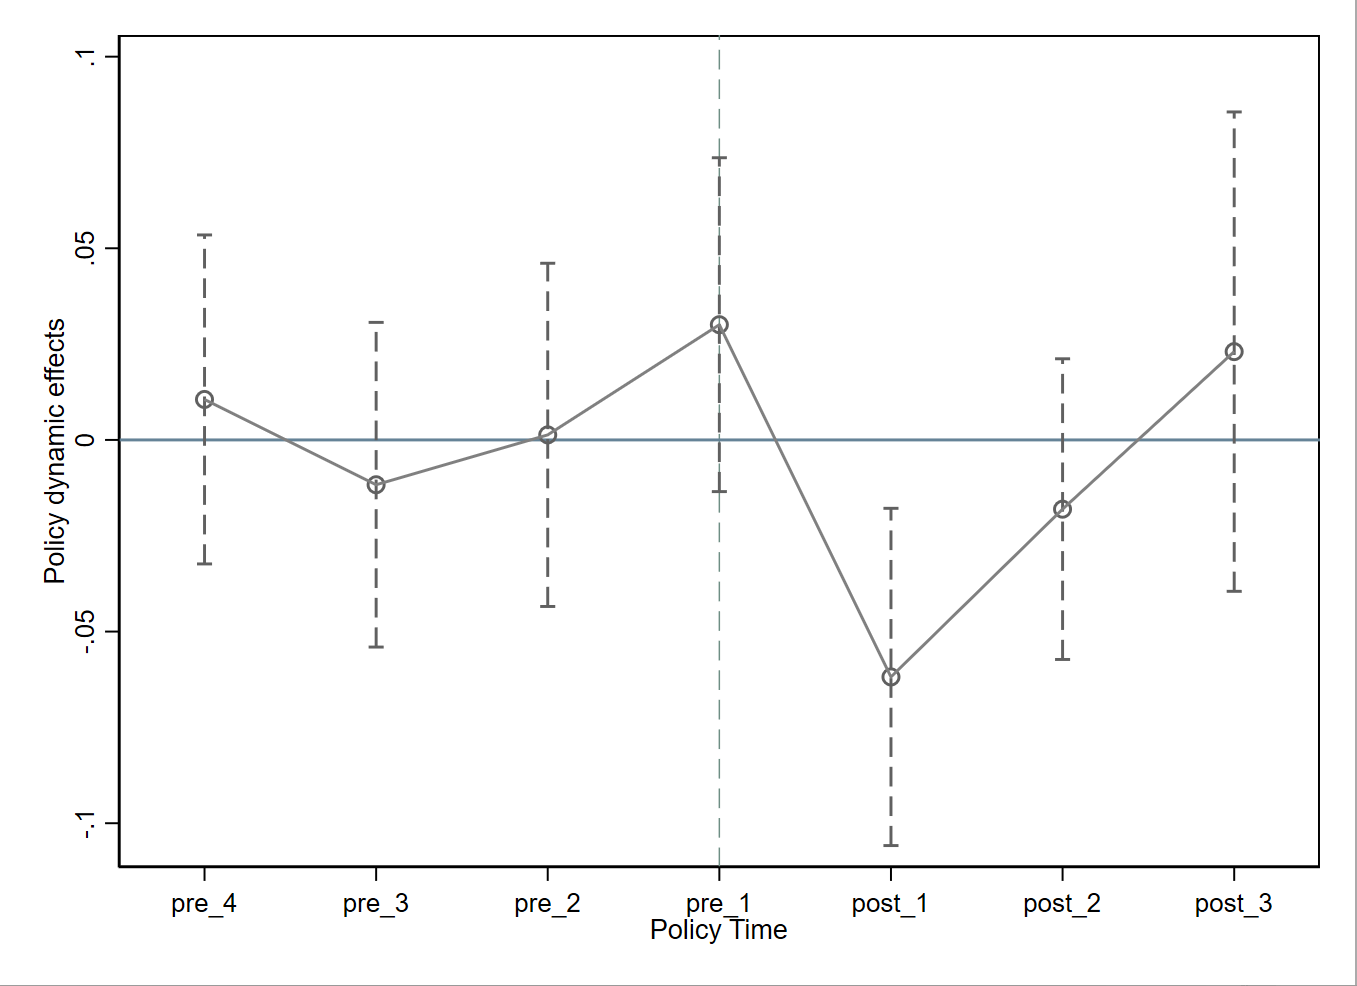 Policy dynamic effects
.1
.05
0
-.05
-.1
pre_4 pre_3 pre_2 pre_1 post_1 post_2 post_3
Policy Time